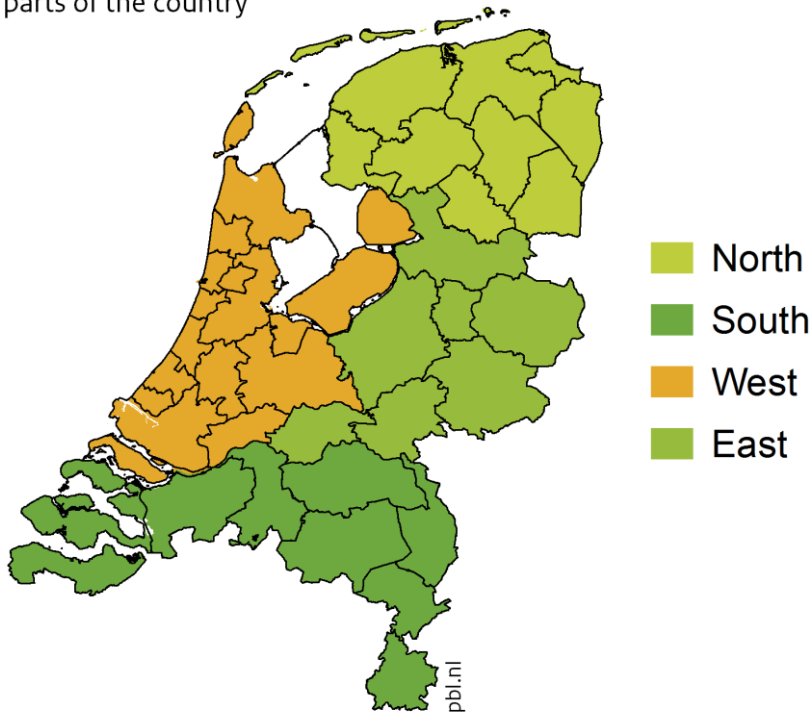 parts of the country
North
South
West
East
pbl.nl